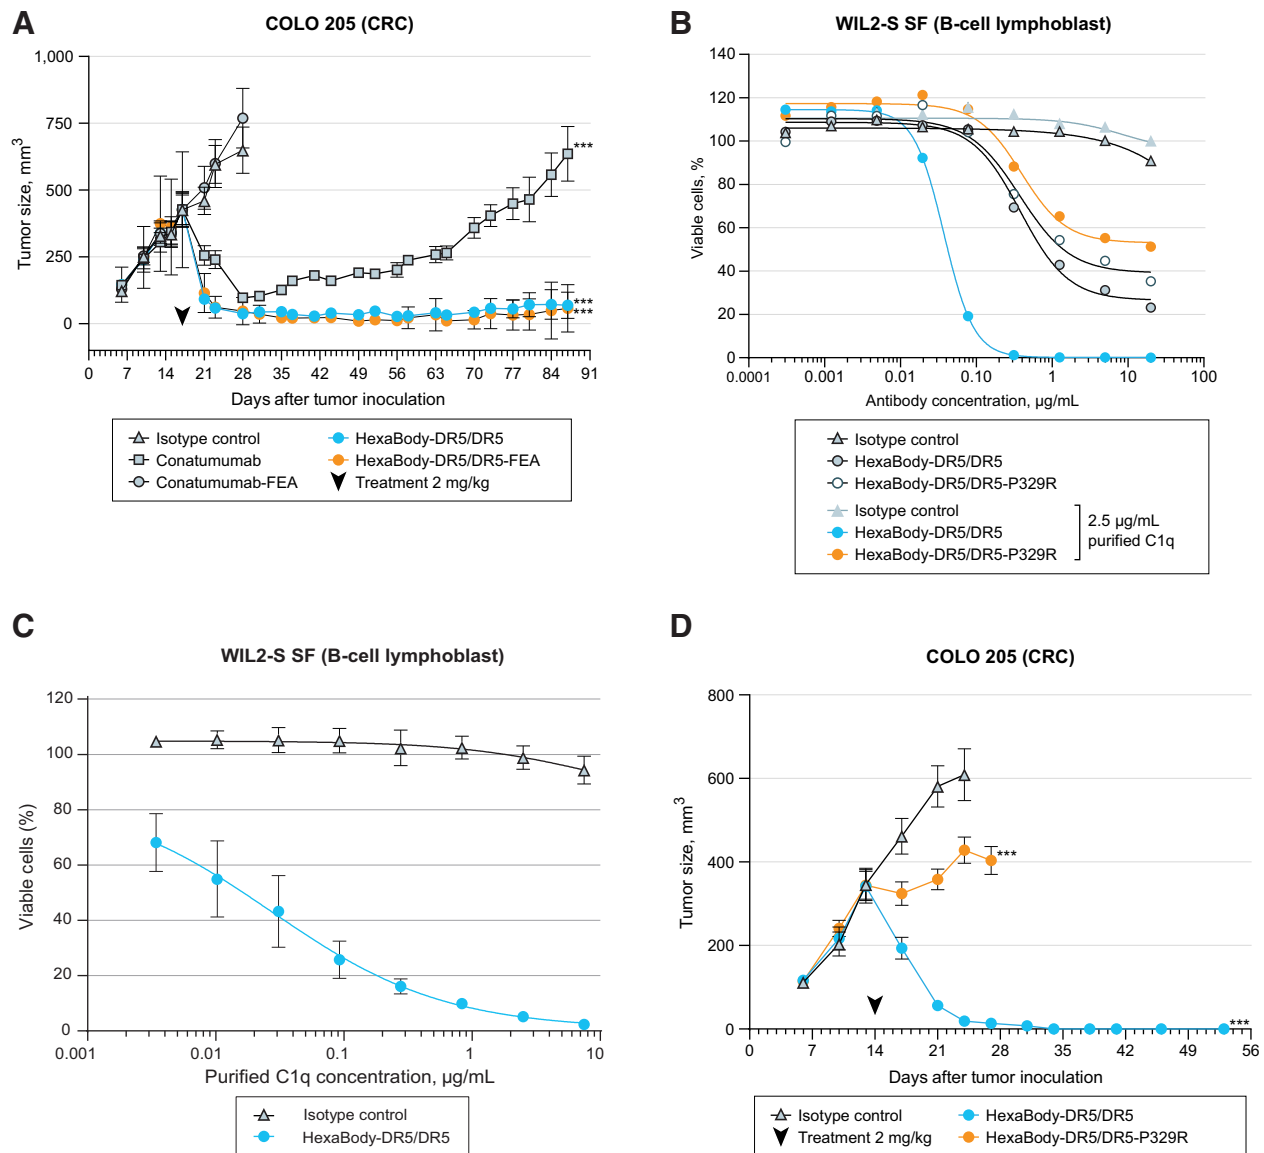 A
COLO 205 (CRC)
Tumor size, mm3
1,000
750
500
250
0
***
***
***
0 7 14 21 28 35 42 49 56 63 70 77 84 91
Days after tumor inoculation
Isotype control
Conatumumab
Conatumumab-FEA
HexaBody-DR5/DR5
HexaBody-DR5/DR5-FEA
Treatment 2 mg/kg
B
WIL2-S SF (B-cell lymphoblast)
Viable cells, %
140
120
100
80
60
40
20
0
0.0001 0.001 0.01 0.10 1 10 100
Antibody concentration, µg/mL
Isotype control
HexaBody-DR5/DR5
HexaBody-DR5/DR5-P329R
Isotype control
HexaBody-DR5/DR5
HexaBody-DR5/DR5-P329R
2.5 µg/mL
purified C1q
C
WIL2-S SF (B-cell lymphoblast)
Viable cells (%)
120
100
80
60
40
20
0
0.001 0.01 0.1 1 10
Purified C1q concentration, µg/mL
Isotype control
HexaBody-DR5/DR5
D
COLO 205 (CRC)
Tumor size, mm3
800
600
400
200
0
***
***
0 7 14 21 28 35 42 49 56
Days after tumor inoculation
Isotype control
Treatment 2 mg/kg
HexaBody-DR5/DR5
HexaBody-DR5/DR5-P329R